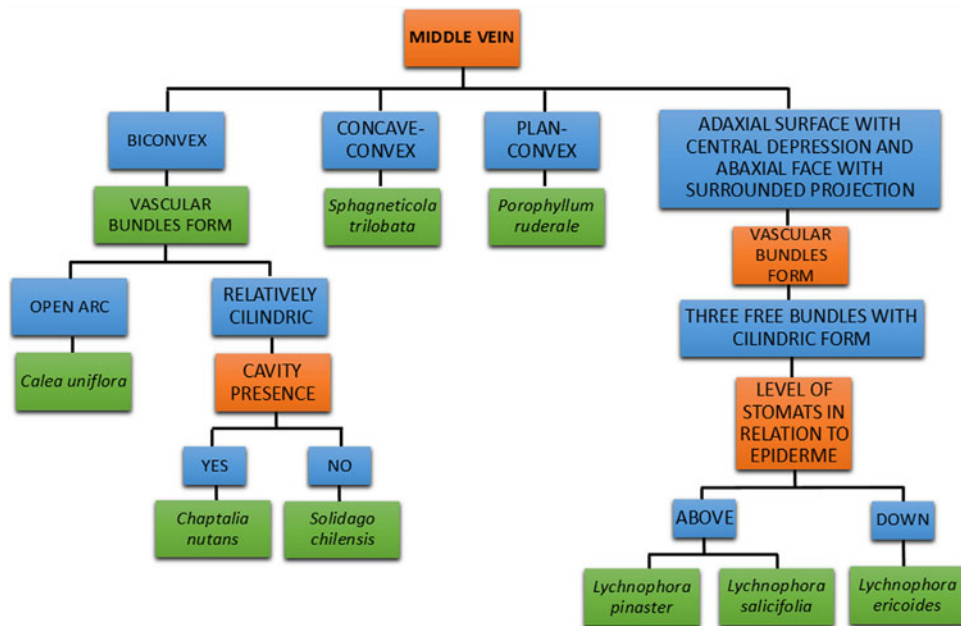 MIDDLE VEIN
BICONVEX
CONCAVE-
CONVEX
PLAN-
CONVEX
ADAXIAL SURFACE WITH
CENTRAL DEPRESSION AND
ABAXIAL FACE WITH
SURROUNDED PROJECTION
VASCULAR
BUNDLES FORM
Sphagneticola
trilobata
Porophyllum
ruderale
VASCULAR
BUNDLES
FORM
OPEN ARC
RELATIVELY
CILINDRIC
THREE FREE BUNDLES WITH
CILINDRIC FORM
Calea uniflora
CAVITY
PRESENCE
LEVEL OF
STOMATS IN
RELATION TO
EPIDERME
YES
NO
Chaptalia
nutans
Solidago
chilensis
ABOVE
DOWN
Lychnophora
pinaster
Lychnophora
salicifolia
Lychnophora
ericoides